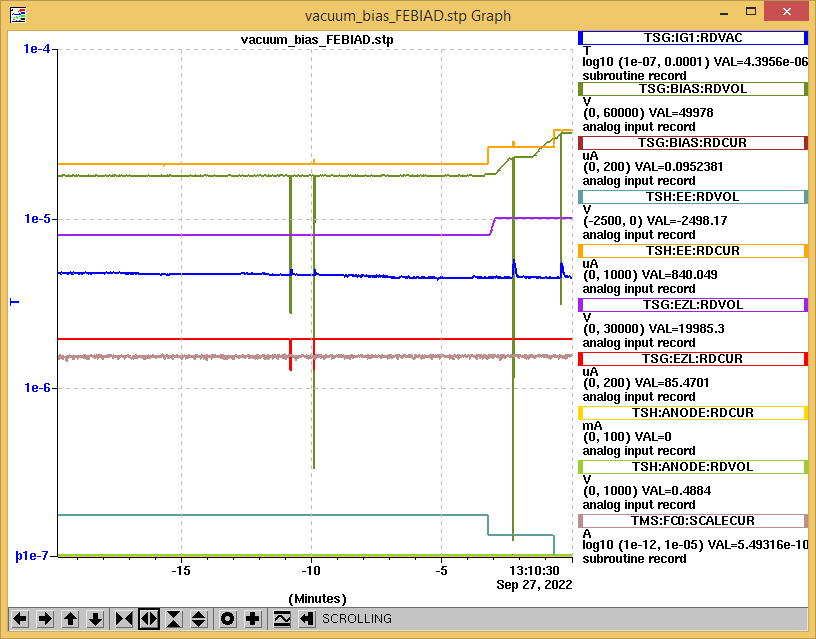 vacuum_bias_FEBIAD.stp Graph
vacuum_bias_FEBIAD.stp
1e-4
1e-5
T
1e-6
1e-7
-15
-10
-5
13:10:30
Sep 27, 2022
(Minutes)
TSG:IG1:RDVAC
T
log10 (1e-07, 0.0001) VAL=4.3956e-06
subroutine record
TSG:BIAS:RDVOL
V
(0, 60000) VAL=49978
analog input record
TSG:BIAS:RDCUR
uA
(0, 200) VAL=0.0952381
analog input record
TSH:EE:RDVOL
V
(-2500, 0) VAL=-2498.17
analog input record
TSH:EE:RDCUR
uA
(0, 1000) VAL=840.049
analog input record
TSG:EZL:RDVOL
V
(0, 30000) VAL=19985.3
analog input record
TSG:EZL:RDCUR
uA
(0, 200) VAL=85.4701
analog input record
TSH:ANODE:RDCUR
mA
(0, 100) VAL=0
analog input record
TSH:ANODE:RDVOL
V
(0, 1000) VAL=0.4884
analog input record
TMS:FC0:SCALECUR
A
log10 (1e-12, 1e-05) VAL=5.49316e-10
subroutine record
SCROLLING